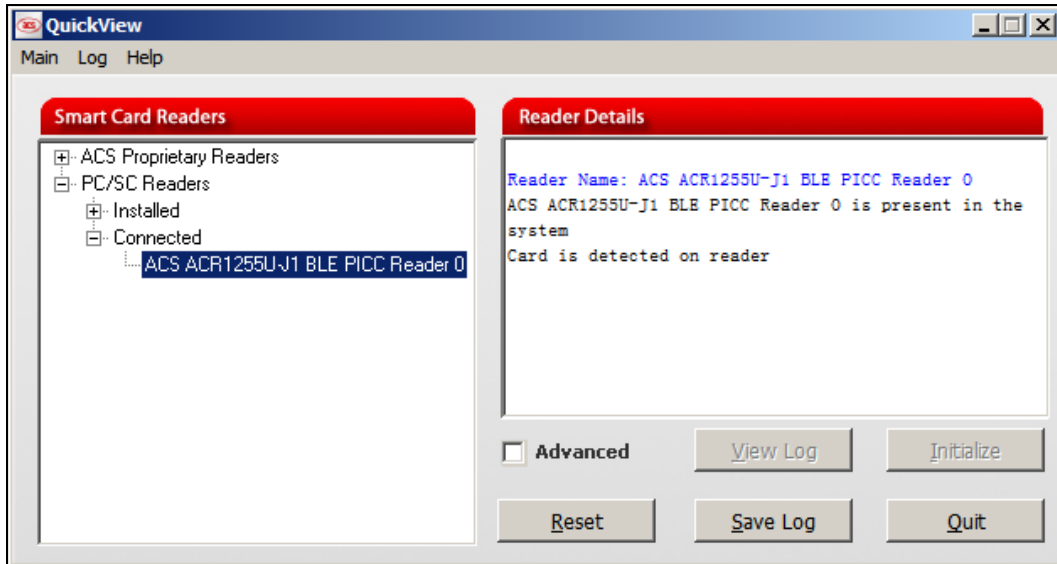 QuickView
Main Log Help
Smart Card Readers
ACS Proprietary Readers
PC/SC Readers
Installed
Connected
ACS ACR1255U-J1 BLE PICC Reader 0
Reader Details
Reader Name: ACS ACR1255U-J1 BLE PICC Reader 0
ACS ACR1255U-J1 BLE PICC Reader 0 is present in the
system
Card is detected on reader
Advanced
View Log
Initialize
Reset
Save Log
Quit